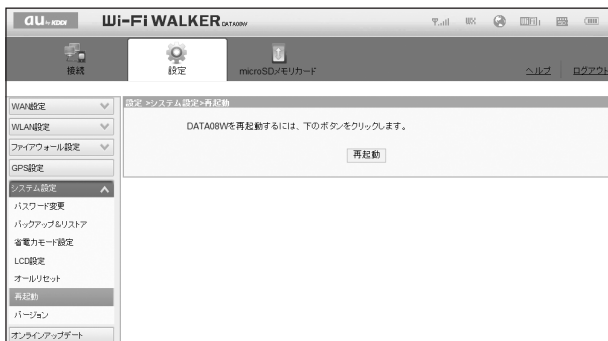 au by KDDI Wi-Fi WALKER DATA08W
接続
設定
microSDメモリカード
ヘルプ ログアウト
WAN設定
WLAN設定
ファイアウォール設定
GPS設定
システム設定
パスワード変更
バックアップ&リストア
省電力モード設定
LCD設定
オールリセット
再起動
バージョン
オンラインアップデート
設定 >システム設定>再起動
DATA08Wを再起動するには、下のボタンをクリックします。
再起動